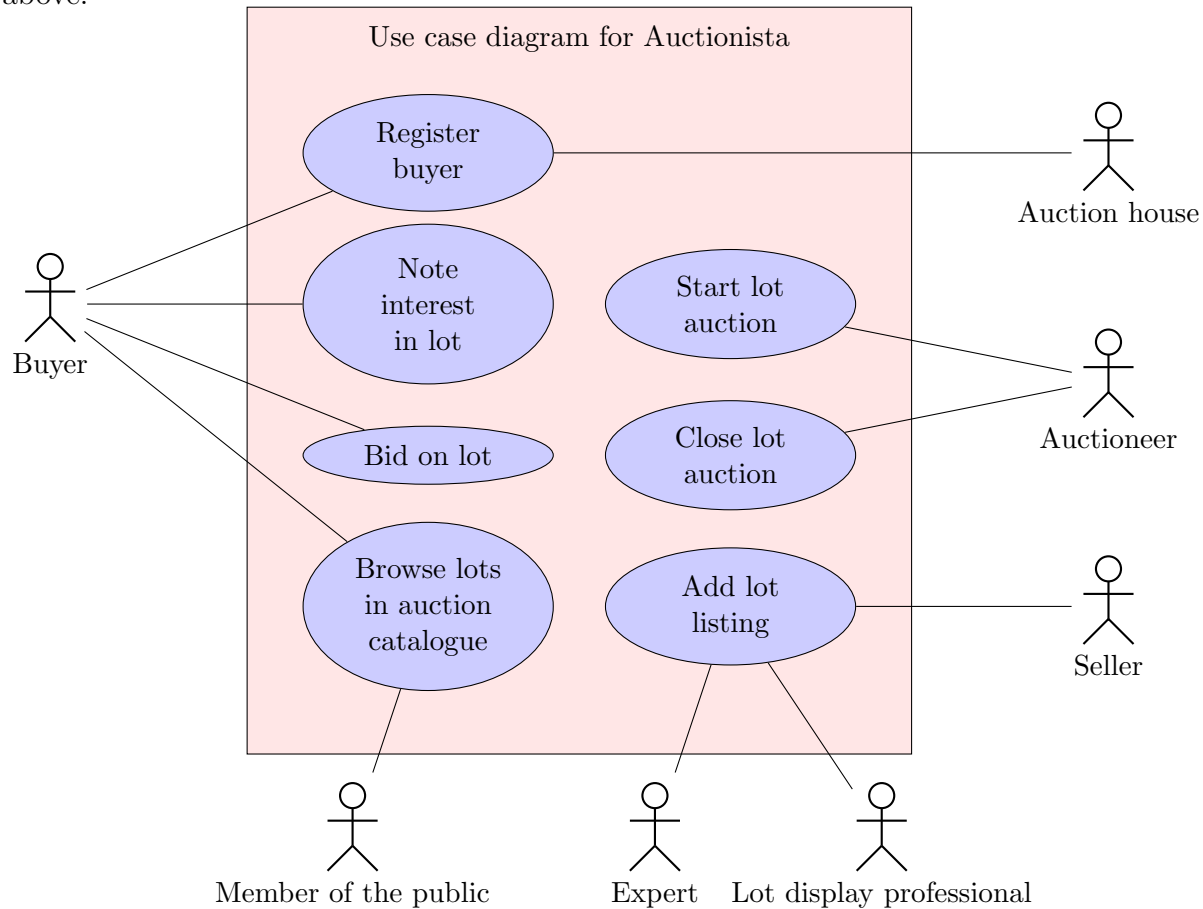 above.
Use case diagram for Auctionista
Register
buyer
Auction house
Note
interest
in lot
Start lot
auction
Buyer
Bid on lot
Close lot
auction
Auctioneer
Browse lots
in auction
catalogue
Add lot
listing
Seller
Member of the public
Expert
Lot display professional